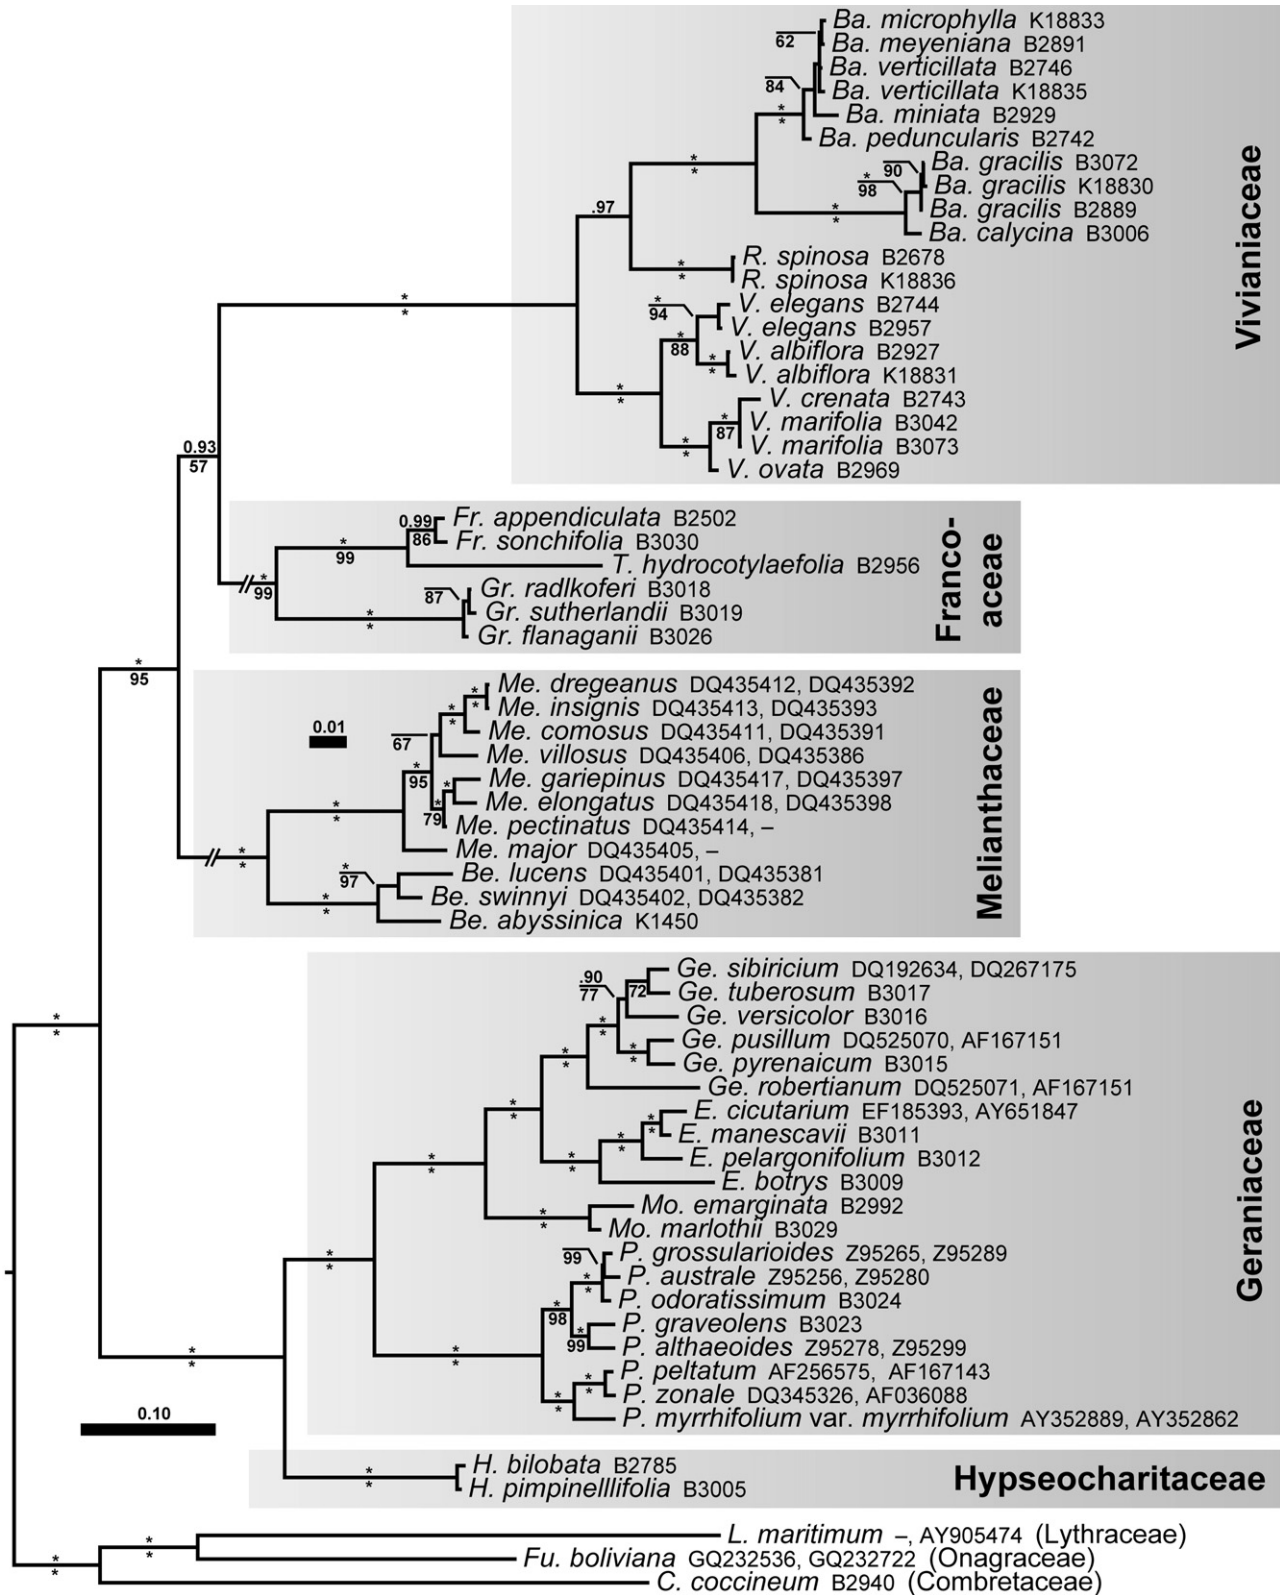 Ba. microphylla K18833
62
Ba. meyeniana B2891
Ba. verticillata B2746
84
Ba. verticillata K18835
* *
Ba. miniata B2929
Ba. peduncularis B2742
* *
90
Ba. gracilis B3072
* 98
Ba. gracilis K18830
* *
Ba. gracilis B2889
.97
Ba. calycina B3006
* *
R. spinosa B2678
R. spinosa K18836
* *
* 94
V. elegans B2744
V. elegans B2957
* 88
V. albiflora B2927
* *
V. albiflora K18831
* *
V. crenata B2743
* 87
V. marifolia B3042
* *
V. marifolia B3073
V. ovata B2969
Vivianiaceae
0.93
57
0.99
86
Fr. appendiculata B2502
Fr. sonchifolia B3030
* 99
T. hydrocotylaefolia B2956
* 99
87
Gr. radlkoferi B3018
* *
Gr. sutherlandii B3019
Gr. flanaganii B3026
Franco-
aceae
* 95
Me. dregeanus DQ435412, DQ435392
* *
Me. insignis DQ435413, DQ435393
0.01
* *
Me. comosus DQ435411, DQ435391
67
Me. villosus DQ435406, DQ435386
* 95
* *
Me. gariepinus DQ435417, DQ435397
* *
Me. elongatus DQ435418, DQ435398
* 79
Me. pectinatus DQ435414, –
Me. major DQ435405, –
* *
* 97
Be. lucens DQ435401, DQ435381
* *
Be. swinnyi DQ435402, DQ435382
Be. abyssinica K1450
Melianthaceae
* *
.90
77
72
Ge. sibiricium DQ192634, DQ267175
Ge. tuberosum B3017
* *
Ge. versicolor B3016
* *
Ge. pusillum DQ525070, AF167151
* *
Ge. pyrenaicum B3015
Ge. robertianum DQ525071, AF167151
* *
* *
E. cicutarium EF185393, AY651847
* *
E. manescavii B3011
* *
E. pelargonifolium B3012
E. botrys B3009
* *
Mo. emarginata B2992
* *
Mo. marlothii B3029
* *
99
P. grossularioides Z95265, Z95289
* *
P. australe Z95256, Z95280
* 98
P. odoratissimum B3024
* 99
P. graveolens B3023
* *
P. althaeoides Z95278, Z95299
* *
P. peltatum AF256575, AF167143
* *
P. zonale DQ345326, AF036088
* *
P. myrrhifolium var. myrrhifolium AY352889, AY352862
Geraniaceae
0.10
* *
H. bilobata B2785
H. pimpinelllifolia B3005
Hypseocharitaceae
* *
L. maritimum –, AY905474 (Lythraceae)
* *
Fu. boliviana GQ232536, GQ232722 (Onagraceae)
C. coccineum B2940 (Combretaceae)